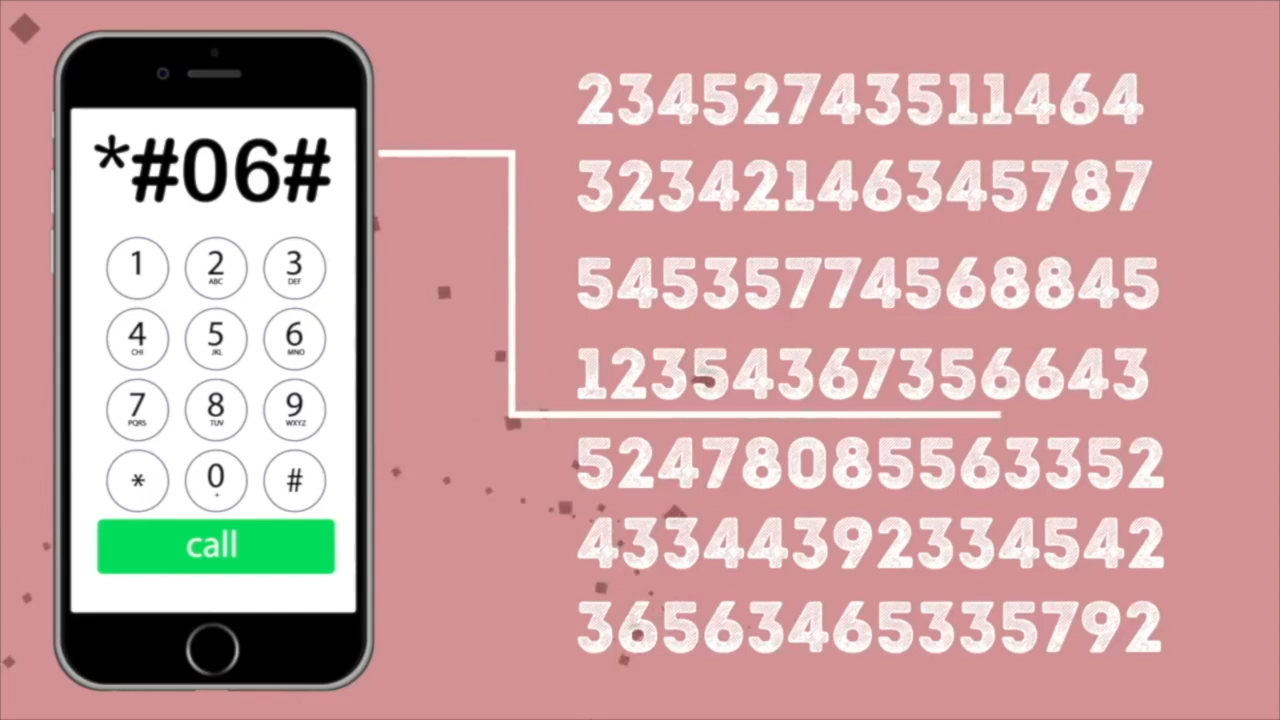 *#06#
1
2
ABC
3
DEF
4
GHI
5
JKL
6
MNO
7
PQRS
8
TUV
9
WXYZ
*
0
+
#
call
23452743511464
32342146345787
54535774568845
12354367356643
52478085563352
43344392334542
36563465335792